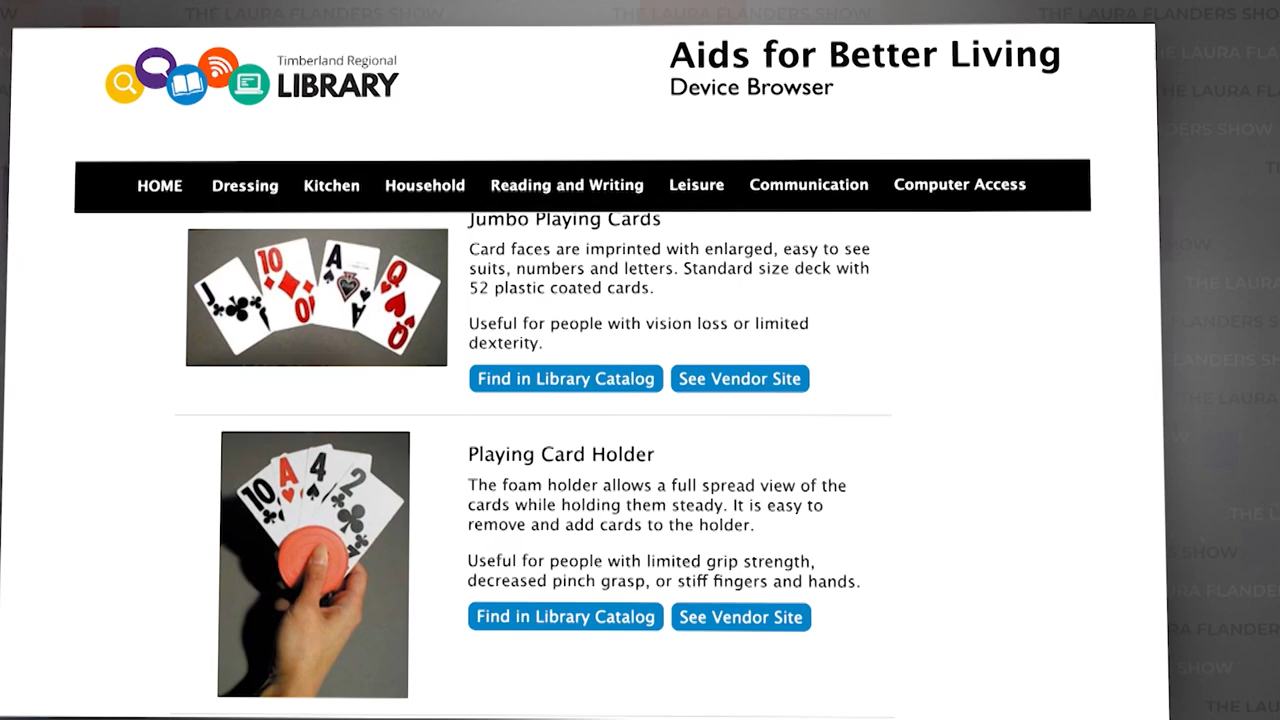 THE LAURA FLANDERS SHOW
Timberland Regional
LIBRARY
Aids for Better Living
Device Browser
HOME Dressing Kitchen Household Reading and Writing Leisure Communication Computer Access
Jumbo Playing Cards
Card faces are imprinted with enlarged, easy to see
suits, numbers and letters. Standard size deck with
52 plastic coated cards.
Useful for people with vision loss or limited
dexterity.
Find in Library Catalog See Vendor Site
J 10 A Q
Playing Card Holder
The foam holder allows a full spread view of the
cards while holding them steady. It is easy to
remove and add cards to the holder.
Useful for people with limited grip strength,
decreased pinch grasp, or stiff fingers and hands.
Find in Library Catalog See Vendor Site
10 A 4 2